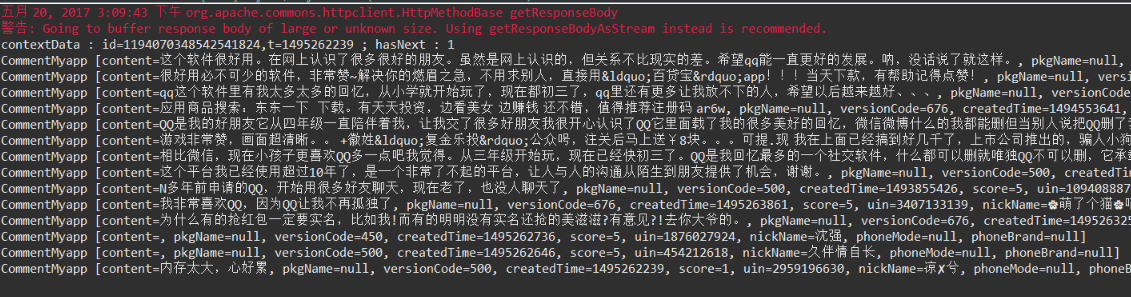 五月 20, 2017 3:09:43 下午 org.apache.commons.httpclient.HttpMethodBase getResponseBody
警告: Going to buffer response body of large or unknown size. Using getResponseBodyAsStream instead is recommended.
contextData : id=1194070348542541824,t=1495262239 ; hasNext : 1
CommentMyapp [content=这个软件很好用。在网上认识了很多很好的朋友。虽然是网上认识的，但关系不比现实的差。希望qq能一直更好的发展。呐，没话说了就这样。, pkgName=null,
CommentMyapp [content=很好用必不可少的软件，非常赞~解决你的燃眉之急，不用求别人，直接用&ldquo;百贷宝&rdquo;app！！！当天下款，有帮助记得点赞！, pkgName=null, vers
CommentMyapp [content=qq这个软件里有我太多太多的回忆，从小学就开始玩了，现在都初三了，qq里还有更多让我放不下的人，希望以后越来越好、、、, pkgName=null, versionCod
CommentMyapp [content=应用商品搜索：东东一下 下载。有天天投资，边看美女 边赚钱 还不错，值得推荐注册码 ar6w, pkgName=null, versionCode=676, createdTime=1494553641,
CommentMyapp [content=QQ是我的好朋友它从四年级一直陪伴着我，让我交了很多好朋友我很开心认识了QQ它里面载了我的很多美好的回忆，微信微博什么的我都能删但当别人说把QQ删了我
CommentMyapp [content=游戏非常赞，画面超清晰。。 +徵姓&ldquo;复金乐投&rdquo;公众呺，注关后马上送￥8块。。。可提.现 我在上面已经搞到好几千了，上市公司推出的，骗人小狗
CommentMyapp [content=相比微信，现在小孩子更喜欢QQ多一点吧我觉得。从三年级开始玩，现在已经快初三了。QQ是我回忆最多的一个社交软件，什么都可以删就唯独QQ不可以删，它承载
CommentMyapp [content=这个平台我已经使用超过10年了，是一个非常了不起的平台，让人与人的沟通从陌生到朋友提供了机会，谢谢。, pkgName=null, versionCode=500, createdTime
CommentMyapp [content=N多年前申请的QQ，开始用很多好友聊天，现在老了，也没人聊天了, pkgName=null, versionCode=500, createdTime=1493855426, score=5, uin=109408887
CommentMyapp [content=我非常喜欢QQ，因为QQ让我不再孤独了, pkgName=null, versionCode=676, createdTime=1495263861, score=5, uin=3407133139, nickName=✿萌了个猫✿
CommentMyapp [content=为什么有的抢红包一定要实名，比如我!而有的明明没有实名还抢的美滋滋?有意见?!去你大爷的。, pkgName=null, versionCode=676, createdTime=149526325
CommentMyapp [content=, pkgName=null, versionCode=450, createdTime=1495262736, score=5, uin=1876027924, nickName=沈强, phoneMode=null, phoneBrand=null]
CommentMyapp [content=, pkgName=null, versionCode=500, createdTime=1495262646, score=5, uin=454212618, nickName=久伴情自长, phoneMode=null, phoneBrand=null]
CommentMyapp [content=内存太大，心好累, pkgName=null, versionCode=500, createdTime=1495262239, score=1, uin=2959196630, nickName=谅✗兮, phoneMode=null, phoneB